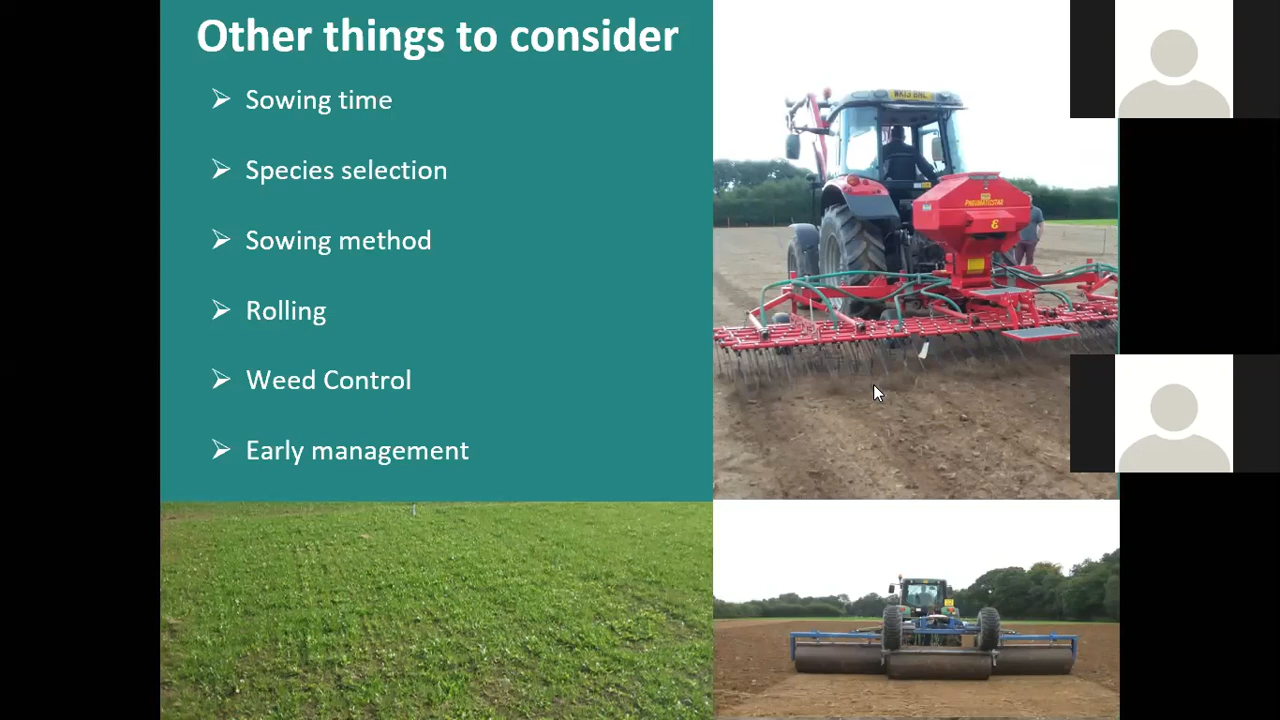 Other things to consider
Sowing time
Species selection
Sowing method
Rolling
Weed Control
Early management
PNEUMATICSTAR